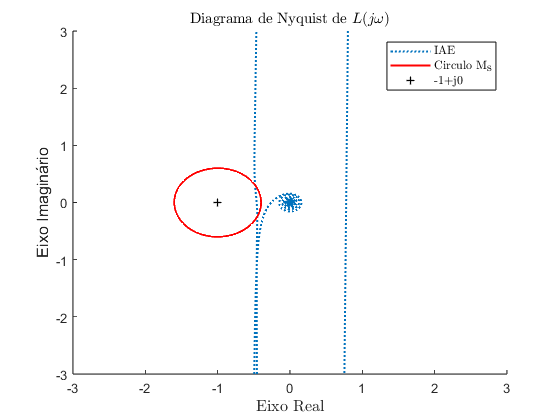 Diagrama de Nyquist de L(jω)
IAE
Circulo M_S
-1+j0
Eixo Imaginário
3
2
1
0
-1
-2
-3
-3 -2 -1 0 1 2 3
Eixo Real